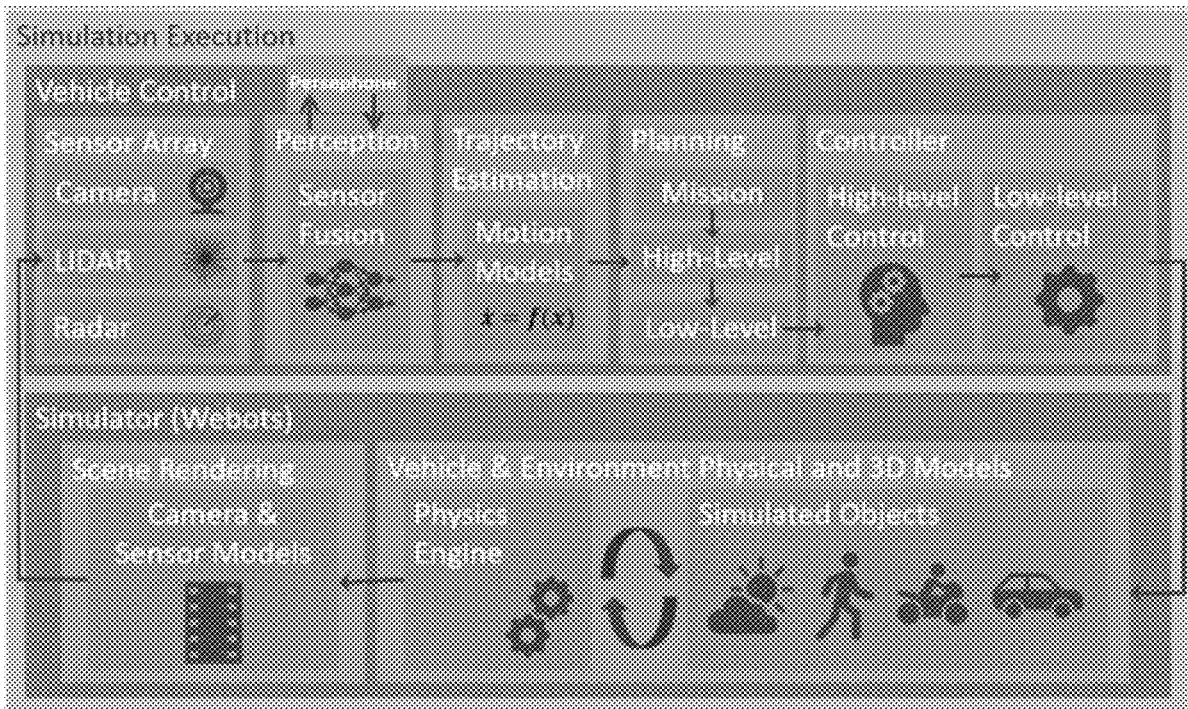 Simulation Execution
Vehicle Control
Perceptions
Sensor Array
Camera
LiDAR
Radar
Perception
Sensor
Fusion
Trajectory
Estimation
Motion
Models
= f(x)
Planning
Mission
High-Level
Low-Level
Controller
High-level
Control
Low-level
Control
Simulator (Webots)
Scene Rendering
Camera &
Sensor Models
Vehicle & Environment Physical and 3D Models
Physics
Engine
Simulated Objects